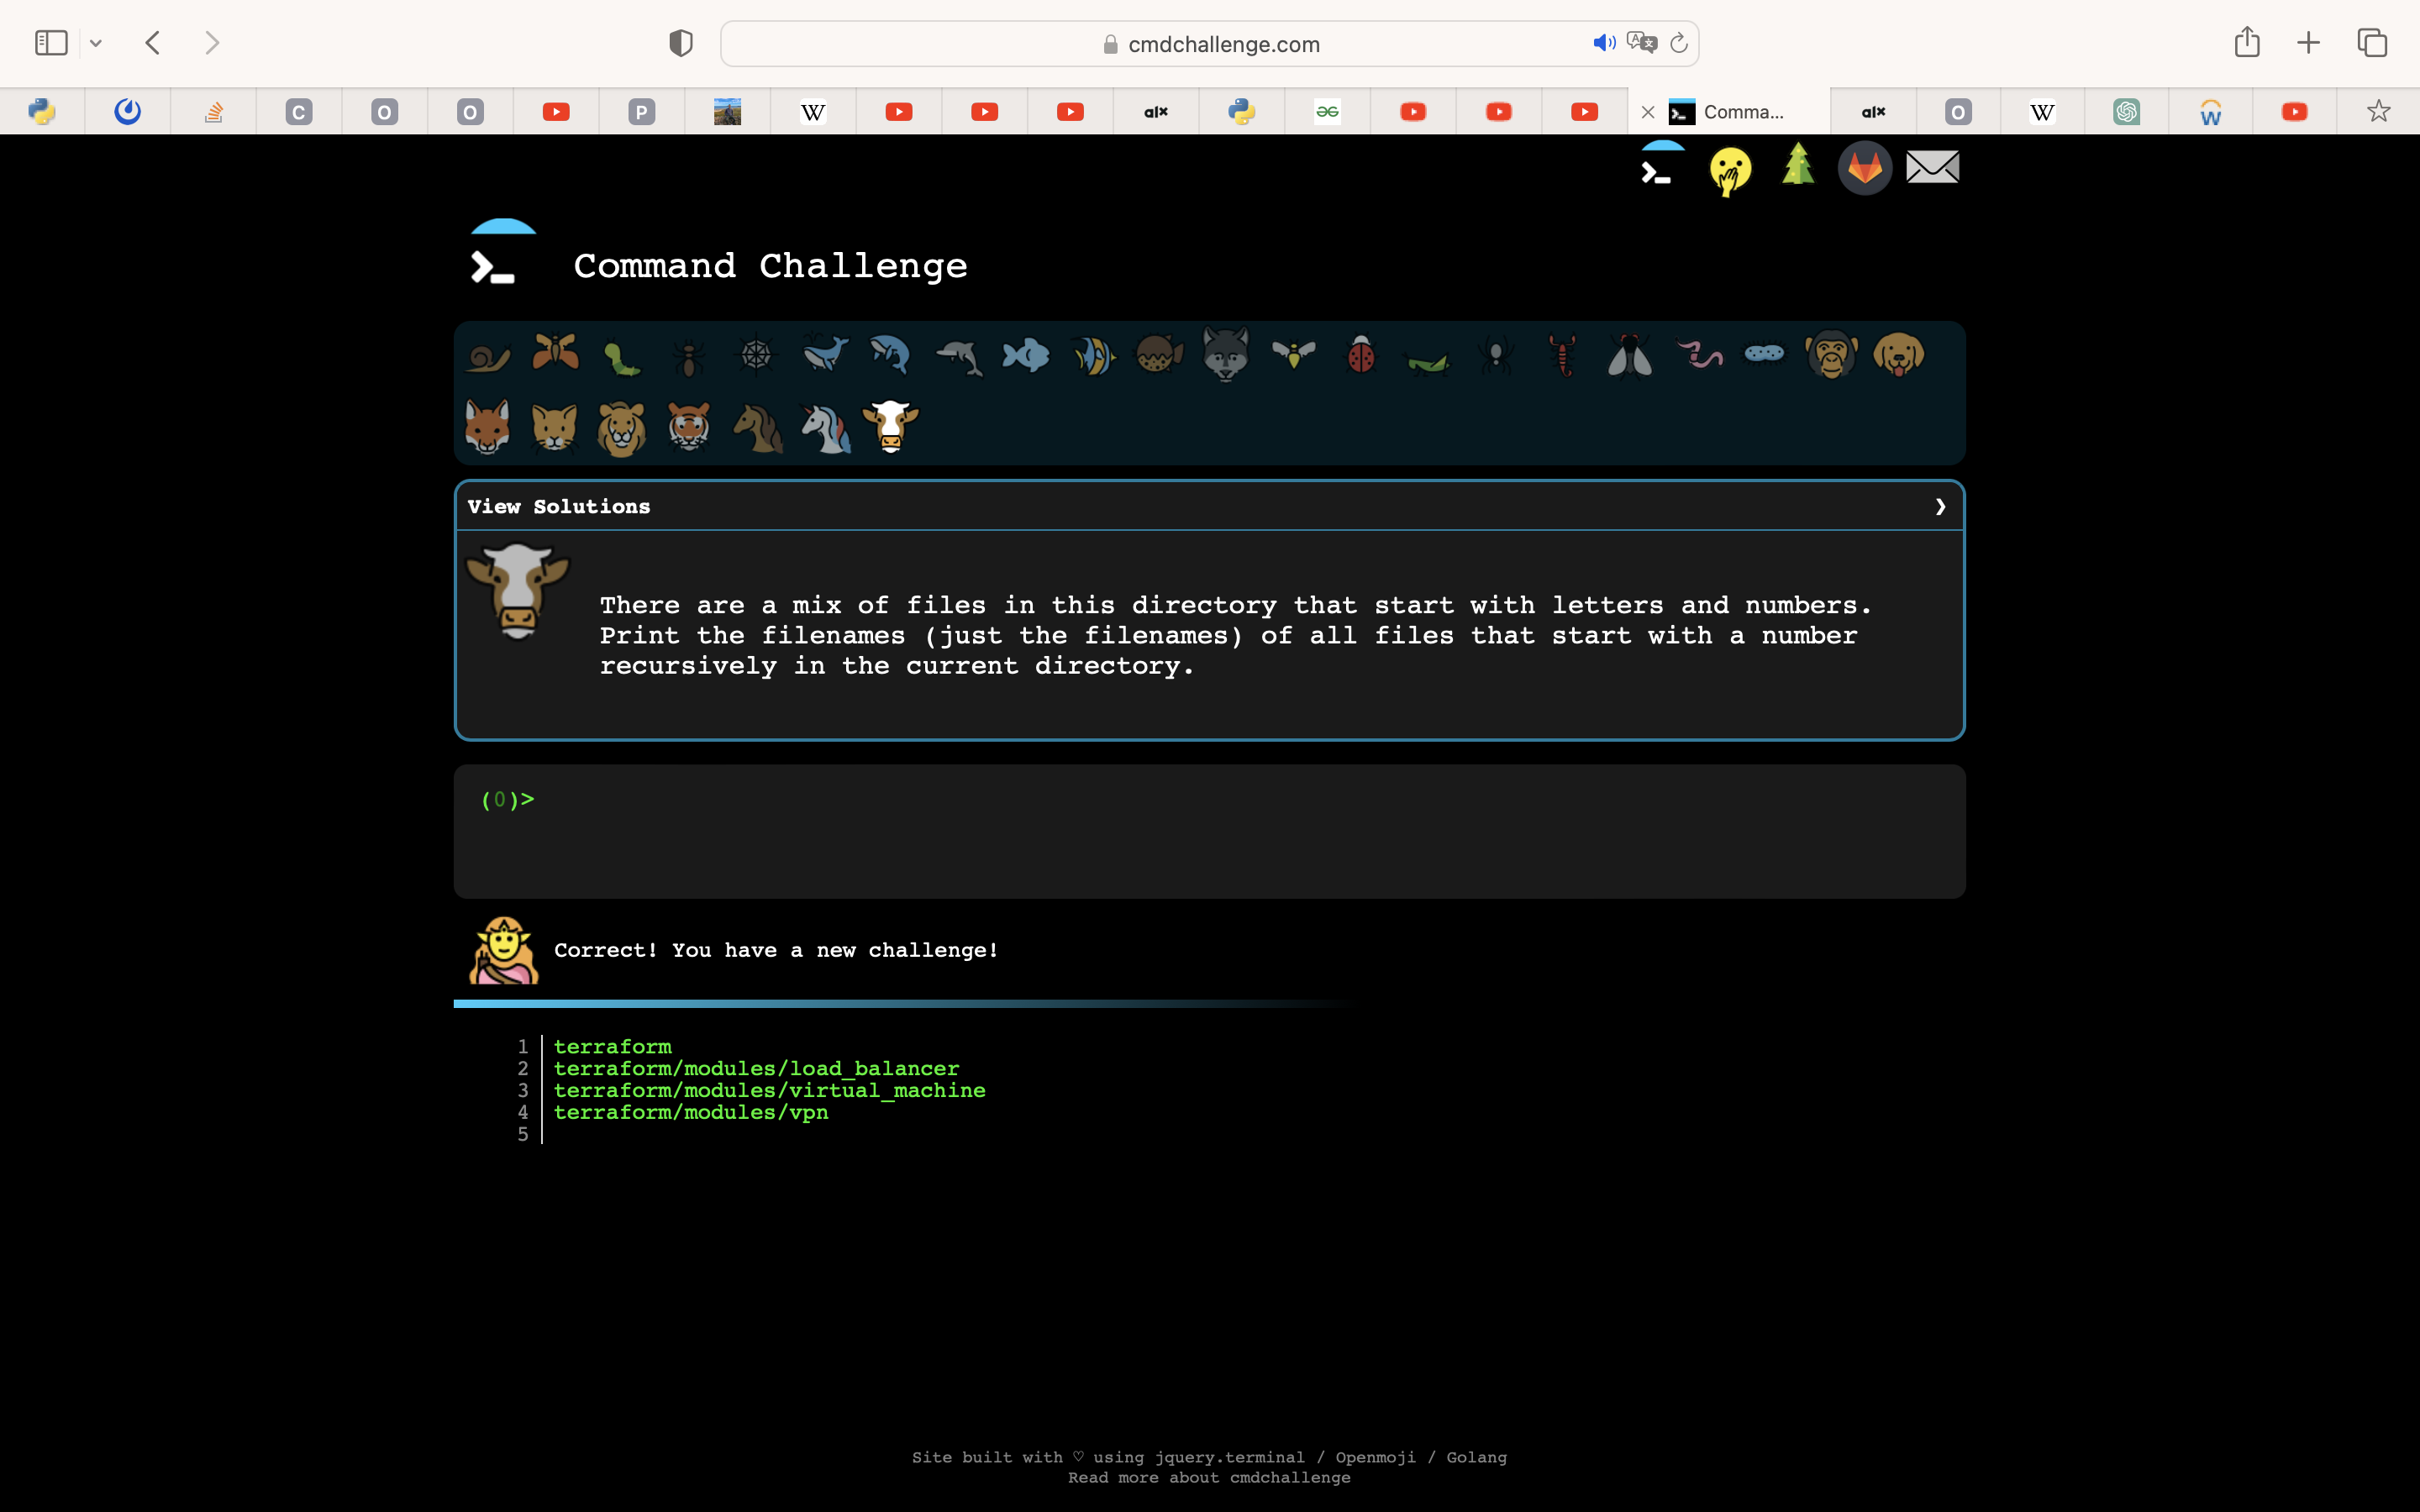 cmdchallenge.com
C
O
O
P
W
alx
Comma...
alx
O
W
W
Command Challenge
View Solutions
There are a mix of files in this directory that start with letters and numbers.
Print the filenames (just the filenames) of all files that start with a number
recursively in the current directory.
(0)>
Correct! You have a new challenge!
1 terraform
2 terraform/modules/load_balancer
3 terraform/modules/virtual_machine
4 terraform/modules/vpn
5
Site built with ♡ using jquery.terminal / Openmoji / Golang
Read more about cmdchallenge